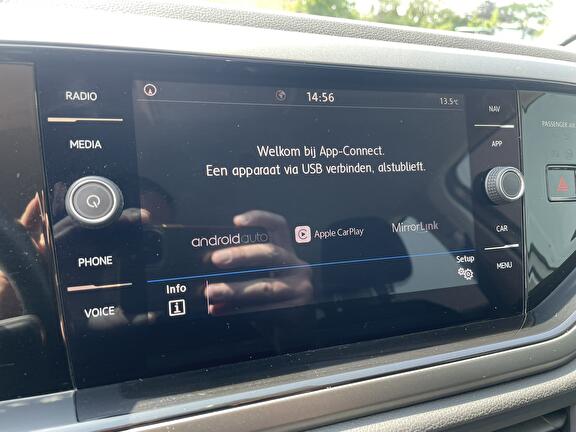 RADIO
MEDIA
PHONE
VOICE
14:56
13.5°C
Welkom bij App-Connect.
Een apparaat via USB verbinden, alstublieft.
androidauto
Apple CarPlay
MirrorLink
Info
Setup
NAV
APP
CAR
MENU
PASSENGER AIR